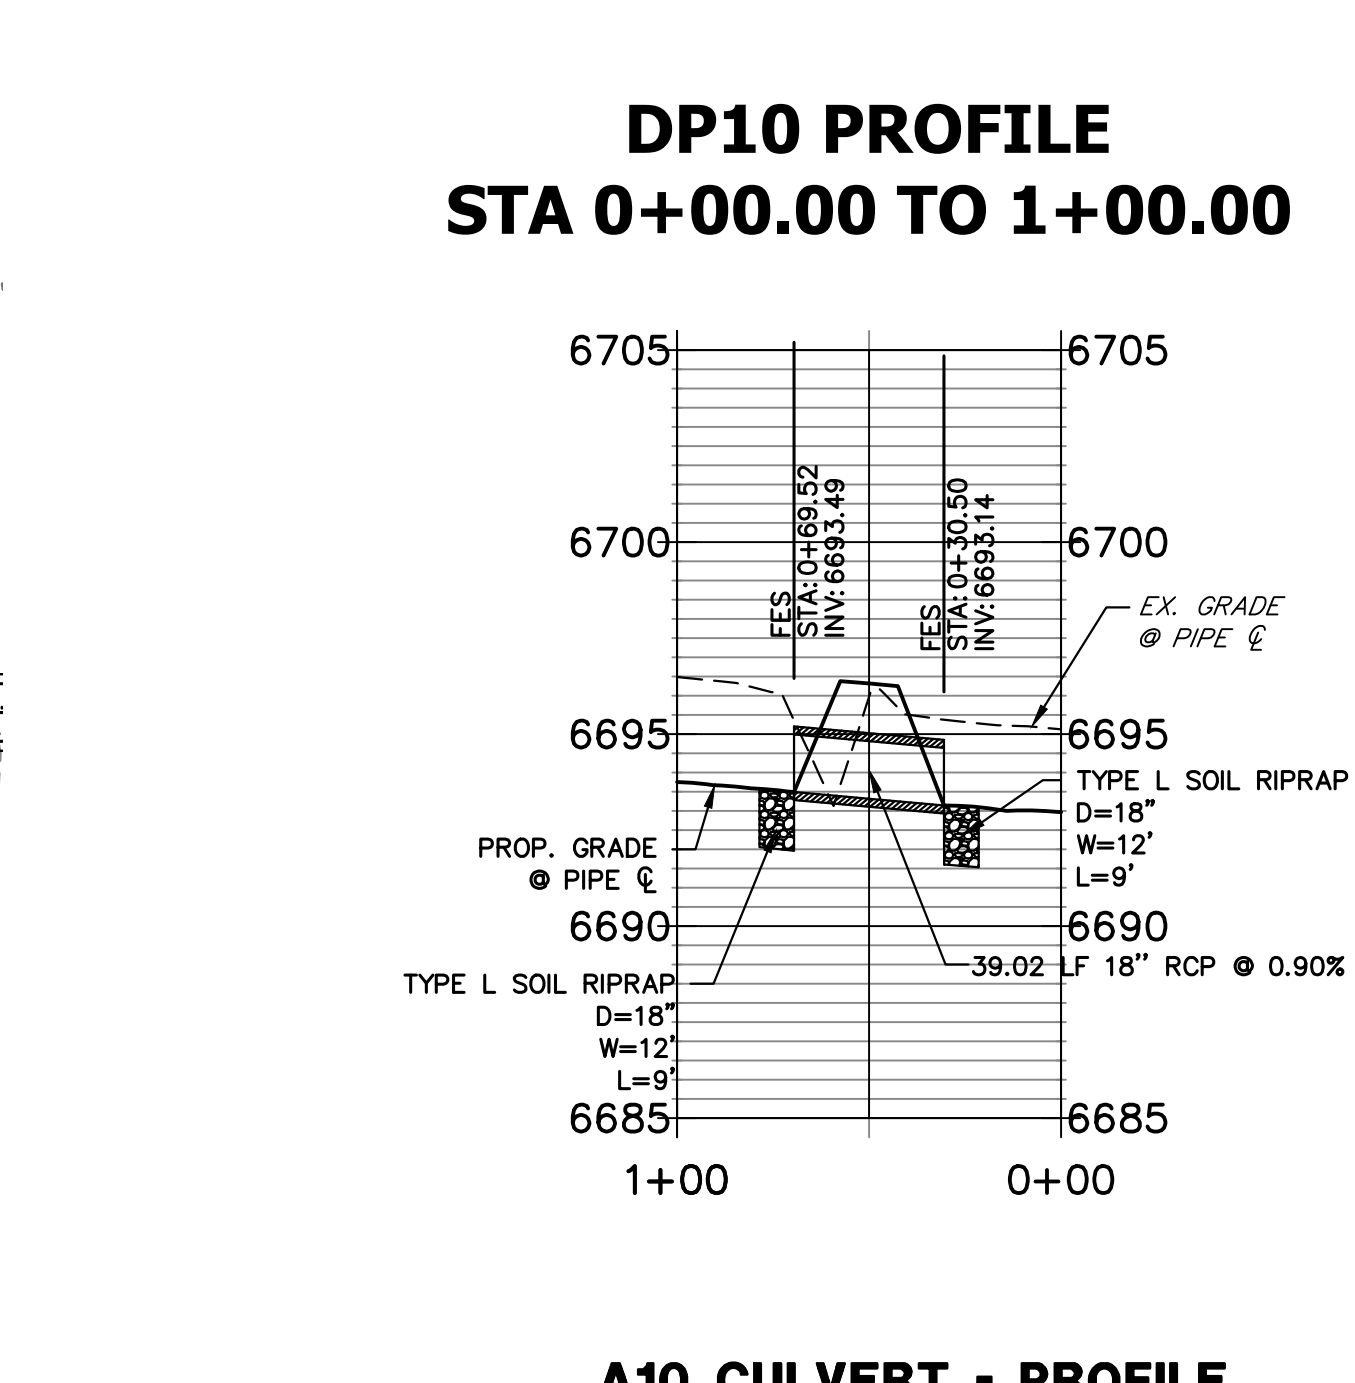 DP10 PROFILE
STA 0+00.00 TO 1+00.00
6705
6705
FES
STA: 0+69.52
INV: 6693.49
FES
STA: 0+30.50
INV: 6693.14
6700
6700
EX. GRADE
@ PIPE ℄
6695
6695
TYPE L SOIL RIPRAP
D=18"
W=12'
L=9'
PROP. GRADE
@ PIPE ℄
6690
6690
39.02 LF 18" RCP @ 0.90%
TYPE L SOIL RIPRAP
D=18"
W=12'
L=9'
6685
6685
1+00
0+00
A10 CULVERT - PROFILE